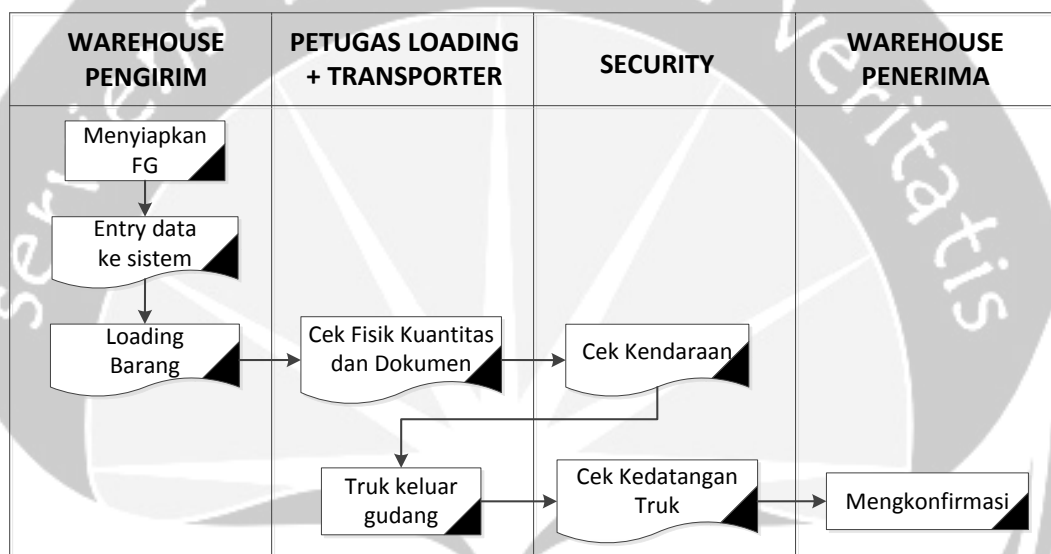 WAREHOUSE
PENGIRIM
PETUGAS LOADING
+ TRANSPORTER
SECURITY
WAREHOUSE
PENERIMA
Menyiapkan
FG
Entry data
ke sistem
Loading
Barang
Cek Fisik Kuantitas
dan Dokumen
Cek Kendaraan
Truk keluar
gudang
Cek Kedatangan
Truk
Mengkonfirmasi
veritatis